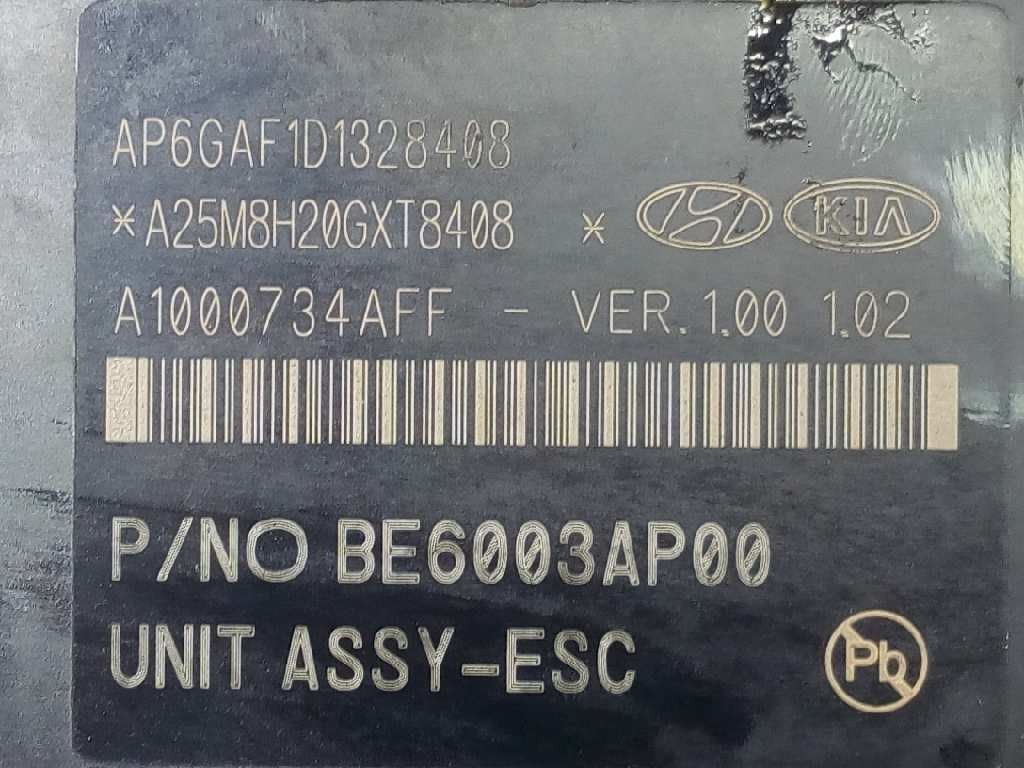 AP6GAF1D1328408
*A25M8H20GXT8408 *
KIA
A1000734AFF - VER.1.00 1.02
P/NO BE6003AP00
UNIT ASSY-ESC
Pb